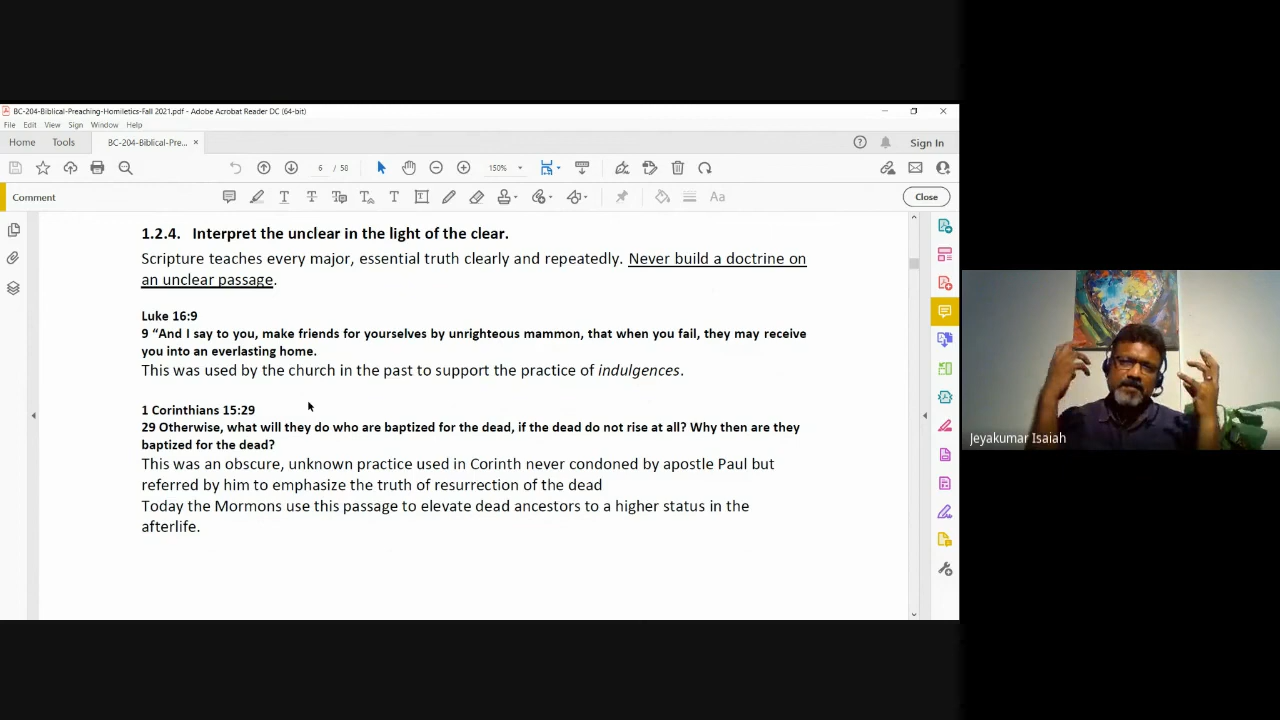 BC-204-Biblical-Preaching-Homiletics-Fall 2021.pdf - Adobe Acrobat Reader DC (64-bit)
File Edit View Sign Window Help
Home Tools BC-204-Biblical-Pre... × Sign In
6 / 58 150%
Comment Close
1.2.4. Interpret the unclear in the light of the clear.
Scripture teaches every major, essential truth clearly and repeatedly. Never build a doctrine on
an unclear passage.
Luke 16:9
9 “And I say to you, make friends for yourselves by unrighteous mammon, that when you fail, they may receive
you into an everlasting home.
This was used by the church in the past to support the practice of indulgences.
1 Corinthians 15:29
29 Otherwise, what will they do who are baptized for the dead, if the dead do not rise at all? Why then are they
baptized for the dead?
This was an obscure, unknown practice used in Corinth never condoned by apostle Paul but
referred by him to emphasize the truth of resurrection of the dead
Today the Mormons use this passage to elevate dead ancestors to a higher status in the
afterlife.
Jeyakumar Isaiah